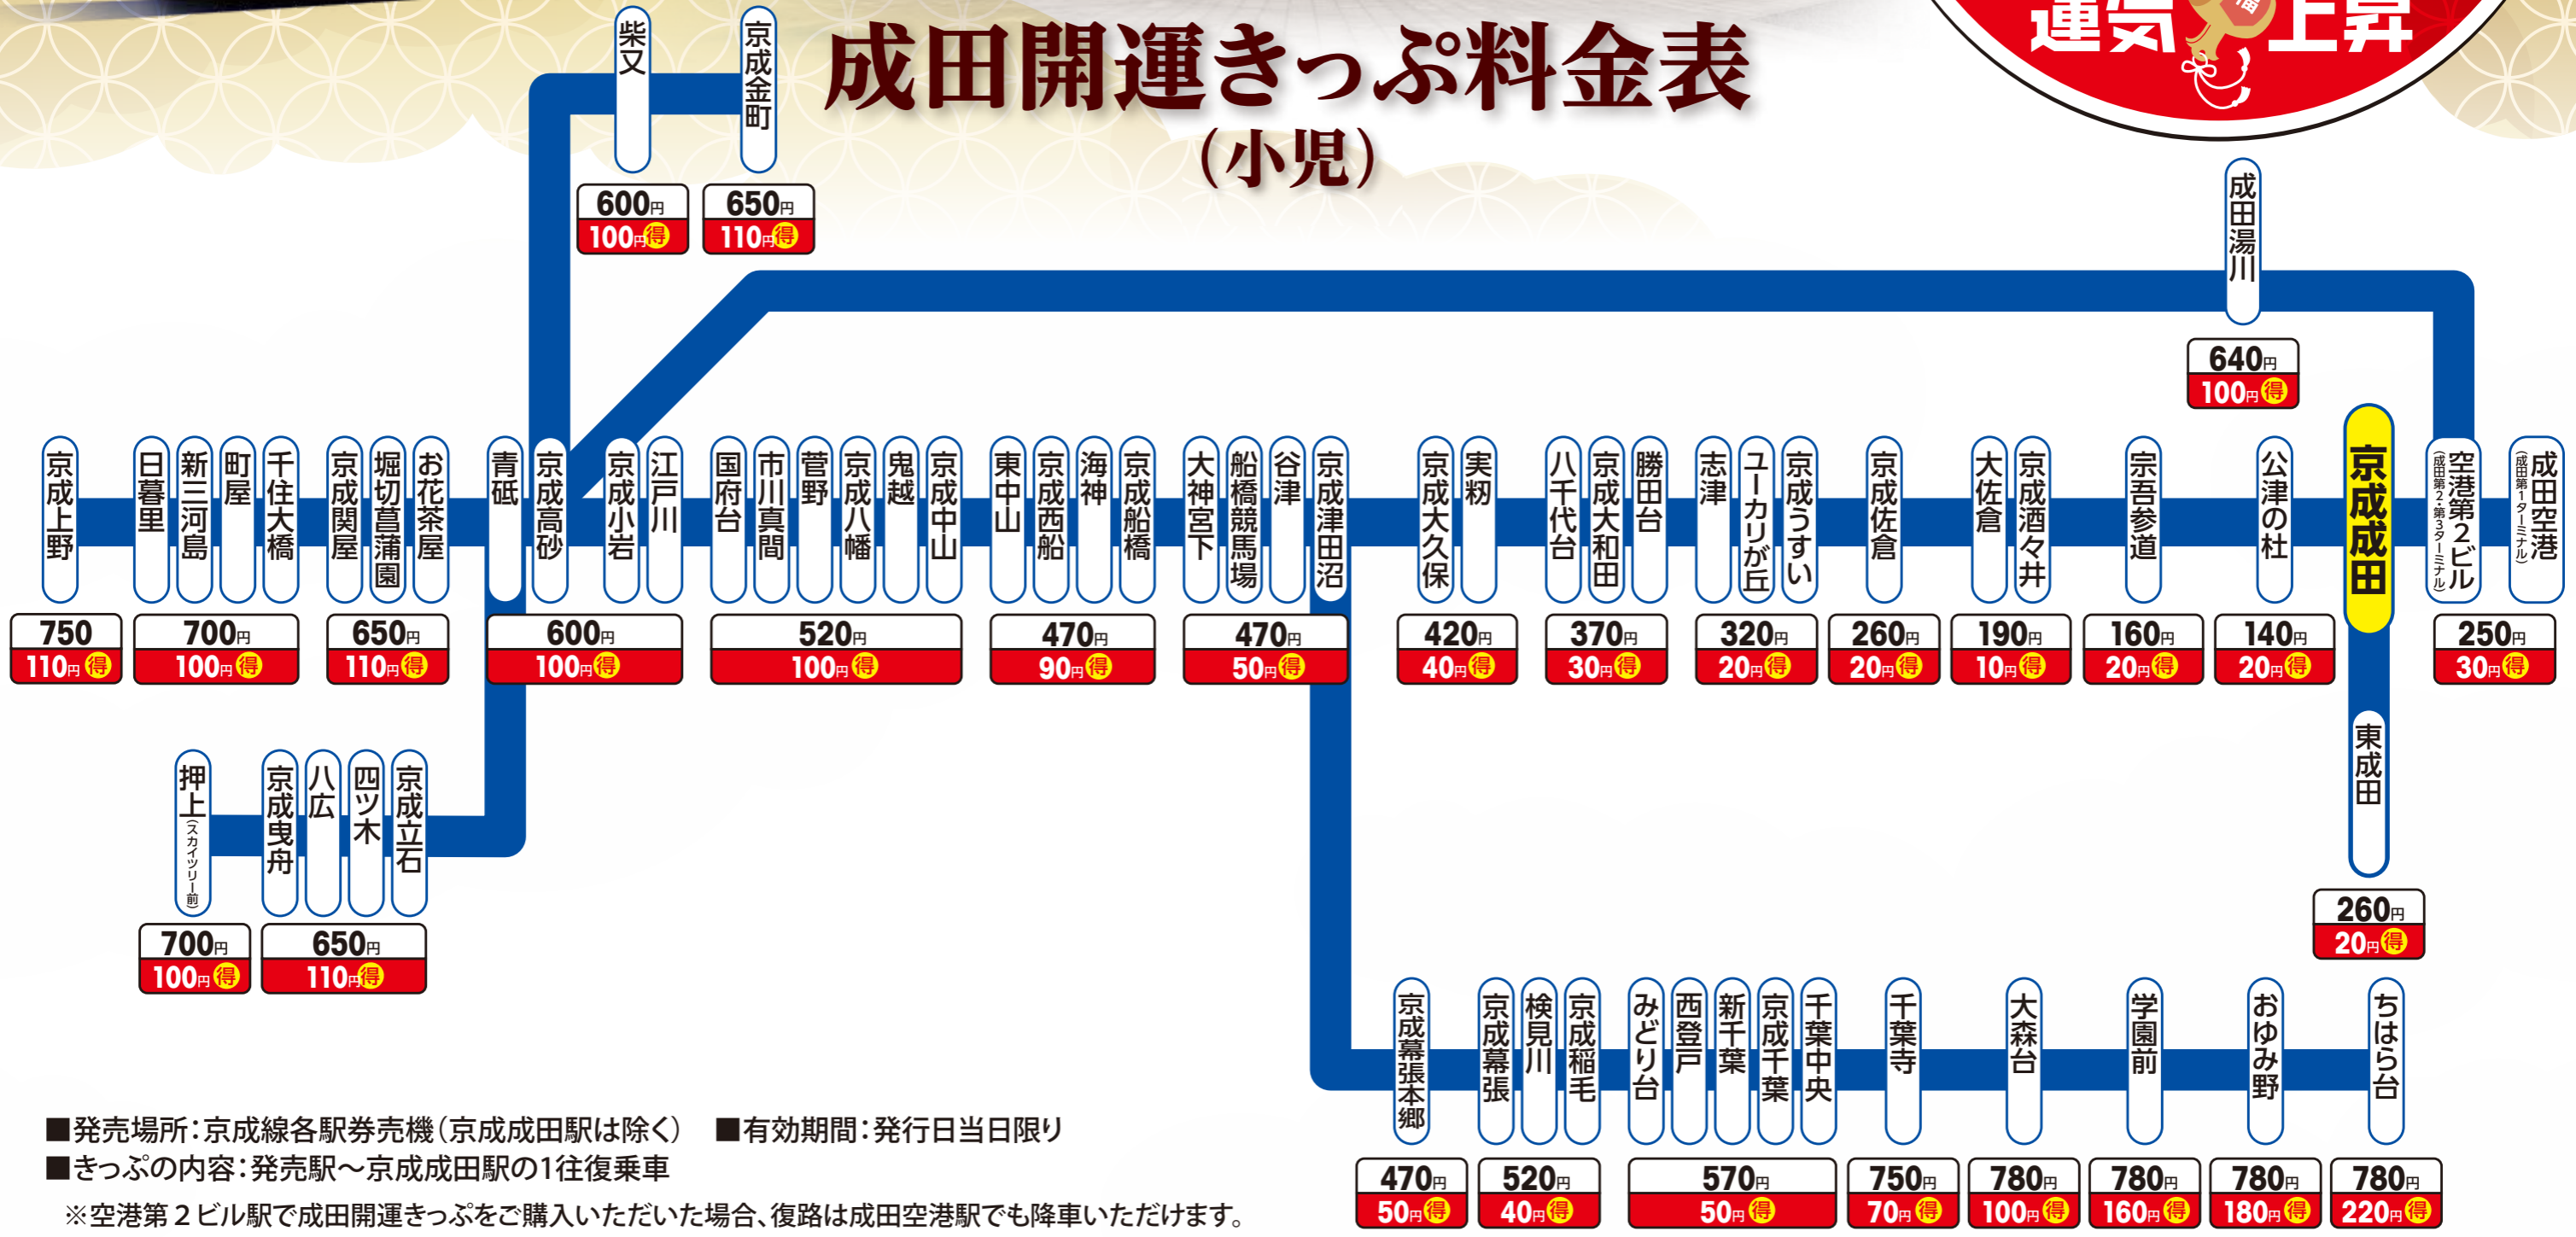 運気上昇
福
成田開運きっぷ料金表
(小児)
柴又
600円
100円得
京成金町
650円
110円得
成田湯川
640円
100円得
京成上野
750
110円得
日暮里
新三河島
町屋
千住大橋
700円
100円得
京成関屋
堀切菖蒲園
お花茶屋
650円
110円得
青砥
京成高砂
京成小岩
江戸川
600円
100円得
国府台
市川真間
菅野
京成八幡
鬼越
京成中山
520円
100円得
東中山
京成西船
海神
京成船橋
470円
90円得
大神宮下
船橋競馬場
谷津
京成津田沼
470円
50円得
京成大久保
実籾
420円
40円得
八千代台
京成大和田
勝田台
370円
30円得
志津
ユーカリが丘
京成うすい
320円
20円得
京成佐倉
260円
20円得
大佐倉
京成酒々井
190円
10円得
宗吾参道
160円
20円得
公津の杜
140円
20円得
京成成田
空港第2ビル
(成田第2・第3ターミナル)
成田空港
(成田第1ターミナル)
250円
30円得
東成田
260円
20円得
押上(スカイツリー前)
700円
100円得
京成曳舟
八広
四ツ木
京成立石
650円
110円得
京成幕張本郷
470円
50円得
京成幕張
検見川
京成稲毛
520円
40円得
みどり台
西登戸
新千葉
京成千葉
千葉中央
570円
50円得
千葉寺
750円
70円得
大森台
780円
100円得
学園前
780円
160円得
おゆみ野
780円
180円得
ちはら台
780円
220円得
■発売場所：京成線各駅券売機(京成成田駅は除く) ■有効期間：発行日当日限り
■きっぷの内容：発売駅～京成成田駅の1往復乗車
※空港第2ビル駅で成田開運きっぷをご購入いただいた場合、復路は成田空港駅でも降車いただけます。